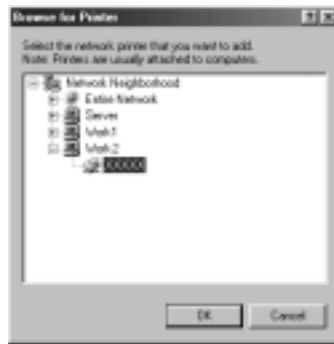 Browse for Printer
Select the network printer that you want to add.
Note: Printers are usually attached to computers.
Network Neighborhood
Entire Network
Server
Work1
Work2
XXXXXX
OK
Cancel